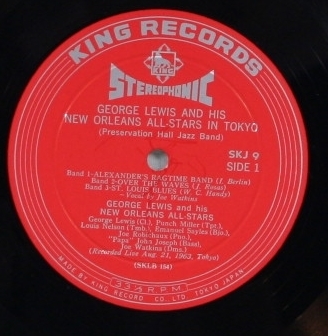 KING RECORDS
KING
STEREOPHONIC
GEORGE LEWIS AND HIS
NEW ORLEANS ALL-STARS IN TOKYO
(Preservation Hall Jazz Band)
SKJ 9
SIDE 1
Band 1-ALEXANDER'S RAGTIME BAND (J. Berlin)
Band 2-OVER THE WAVES (J. Rosas)
Band 3-ST. LOUIS BLUES (W. C. Handy)
Vocal by Joe Watkins
GEORGE LEWIS and his
NEW ORLEANS ALL-STARS
George Lewis (Cl), Punch Miller (Tpt),
Louis Nelson (Tmb), Emanuel Sayles (Bjo),
Joe Robichaux (Pno),
"Papa" John Joseph (Bass),
Joe Watkins (Dms)
(Recorded Live Aug. 21, 1963, Tokyo)
(SKLB 154)
33⅓ R.P.M.
MADE BY KING RECORD CO. LTD. TOKYO JAPAN